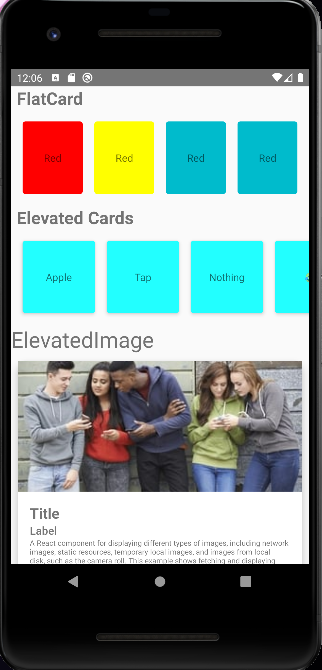 12:06
FlatCard
Red Red Red Red
Elevated Cards
Apple Tap Nothing
ElevatedImage
Title
Label
A React component for displaying different types of images, including network
images, static resources, temporary local images, and images from local
disk, such as the camera roll. This example shows fetching and displaying